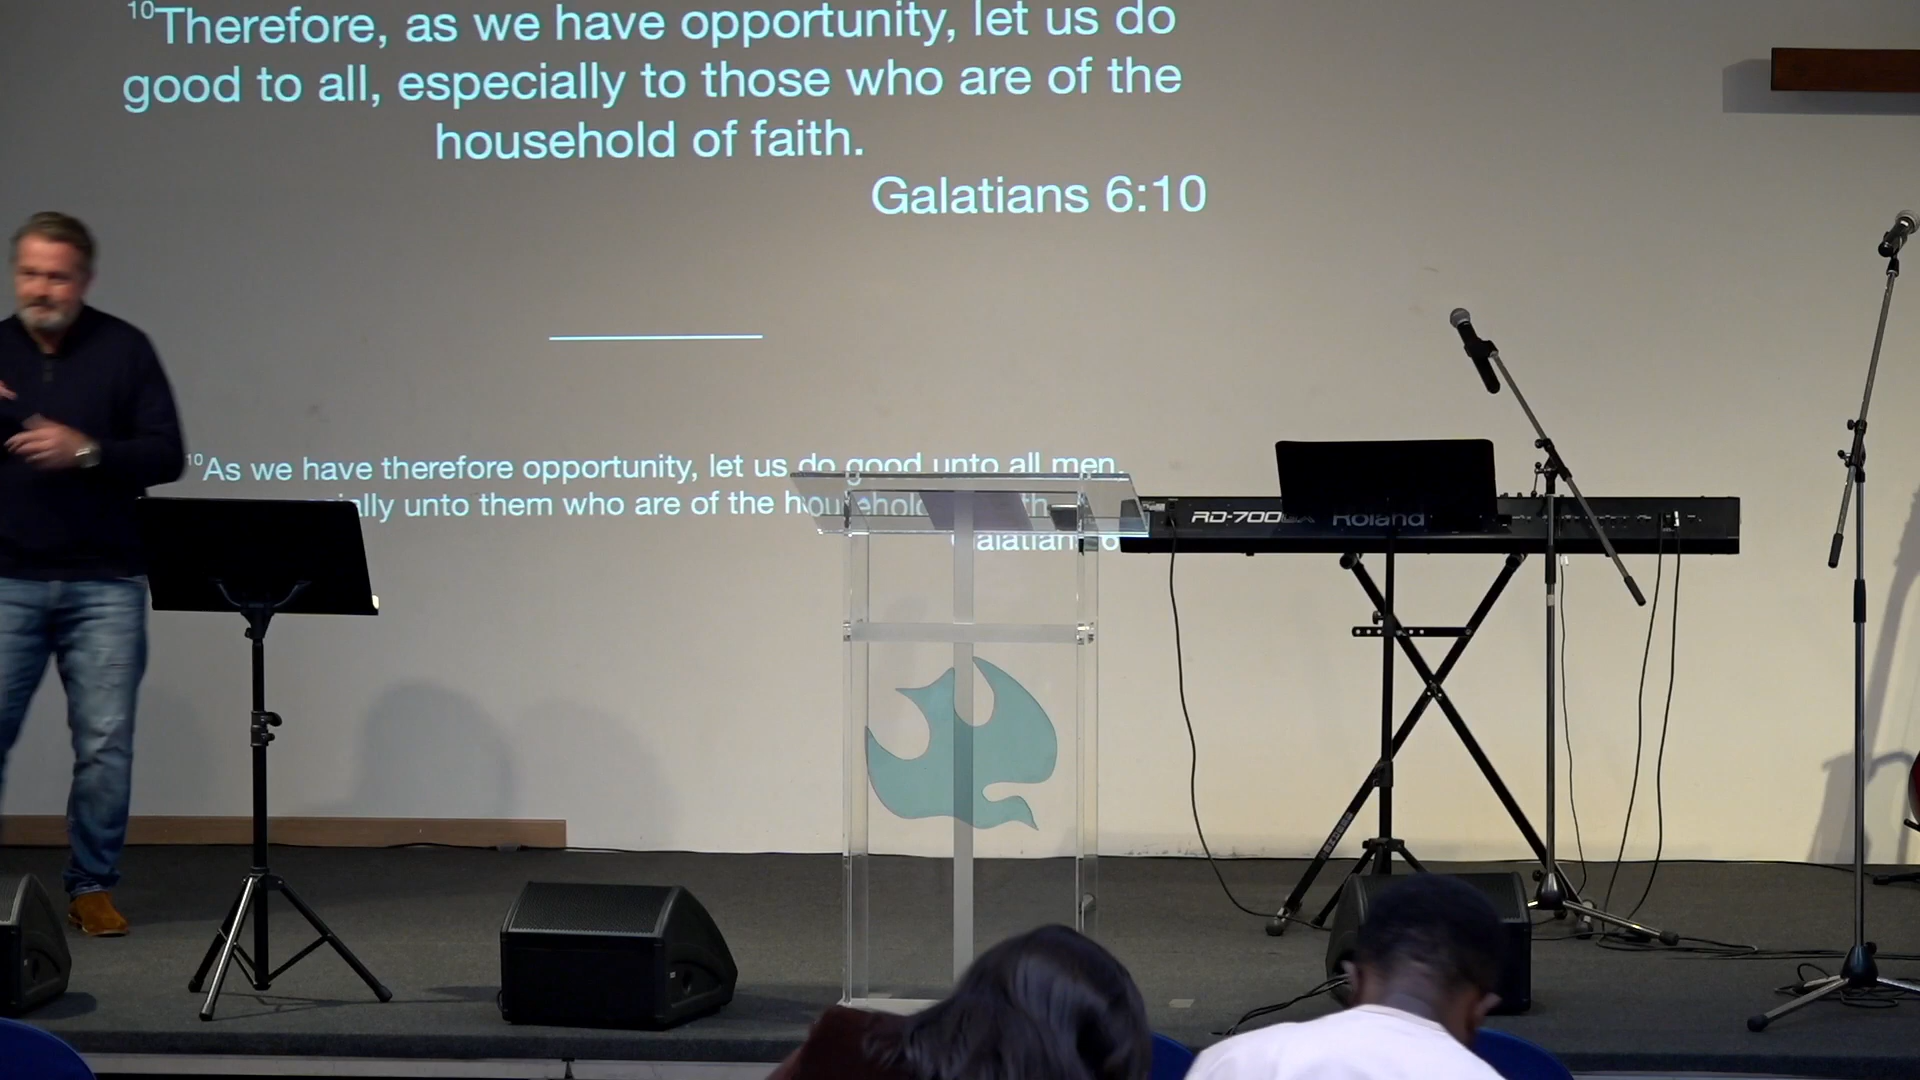 ¹⁰Therefore, as we have opportunity, let us do
good to all, especially to those who are of the
household of faith.
Galatians 6:10
¹⁰As we have therefore opportunity, let us do good unto all men,
unto them who are of the household
RD-700GX Roland